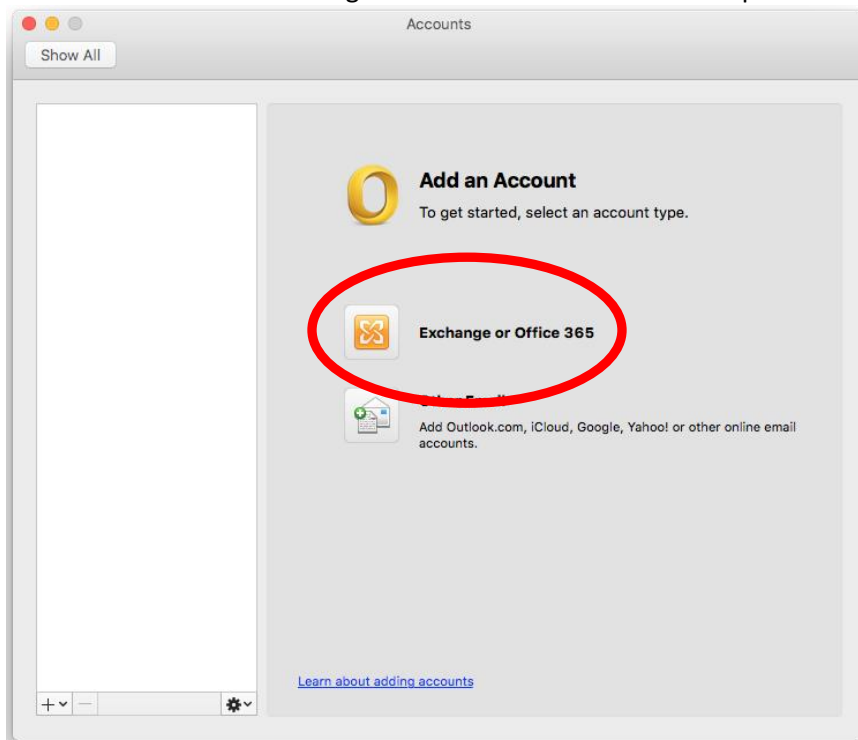 Accounts
Show All
Add an Account
To get started, select an account type.
Exchange or Office 365
Add Outlook.com, iCloud, Google, Yahoo! or other online email
accounts.
Learn about adding accounts